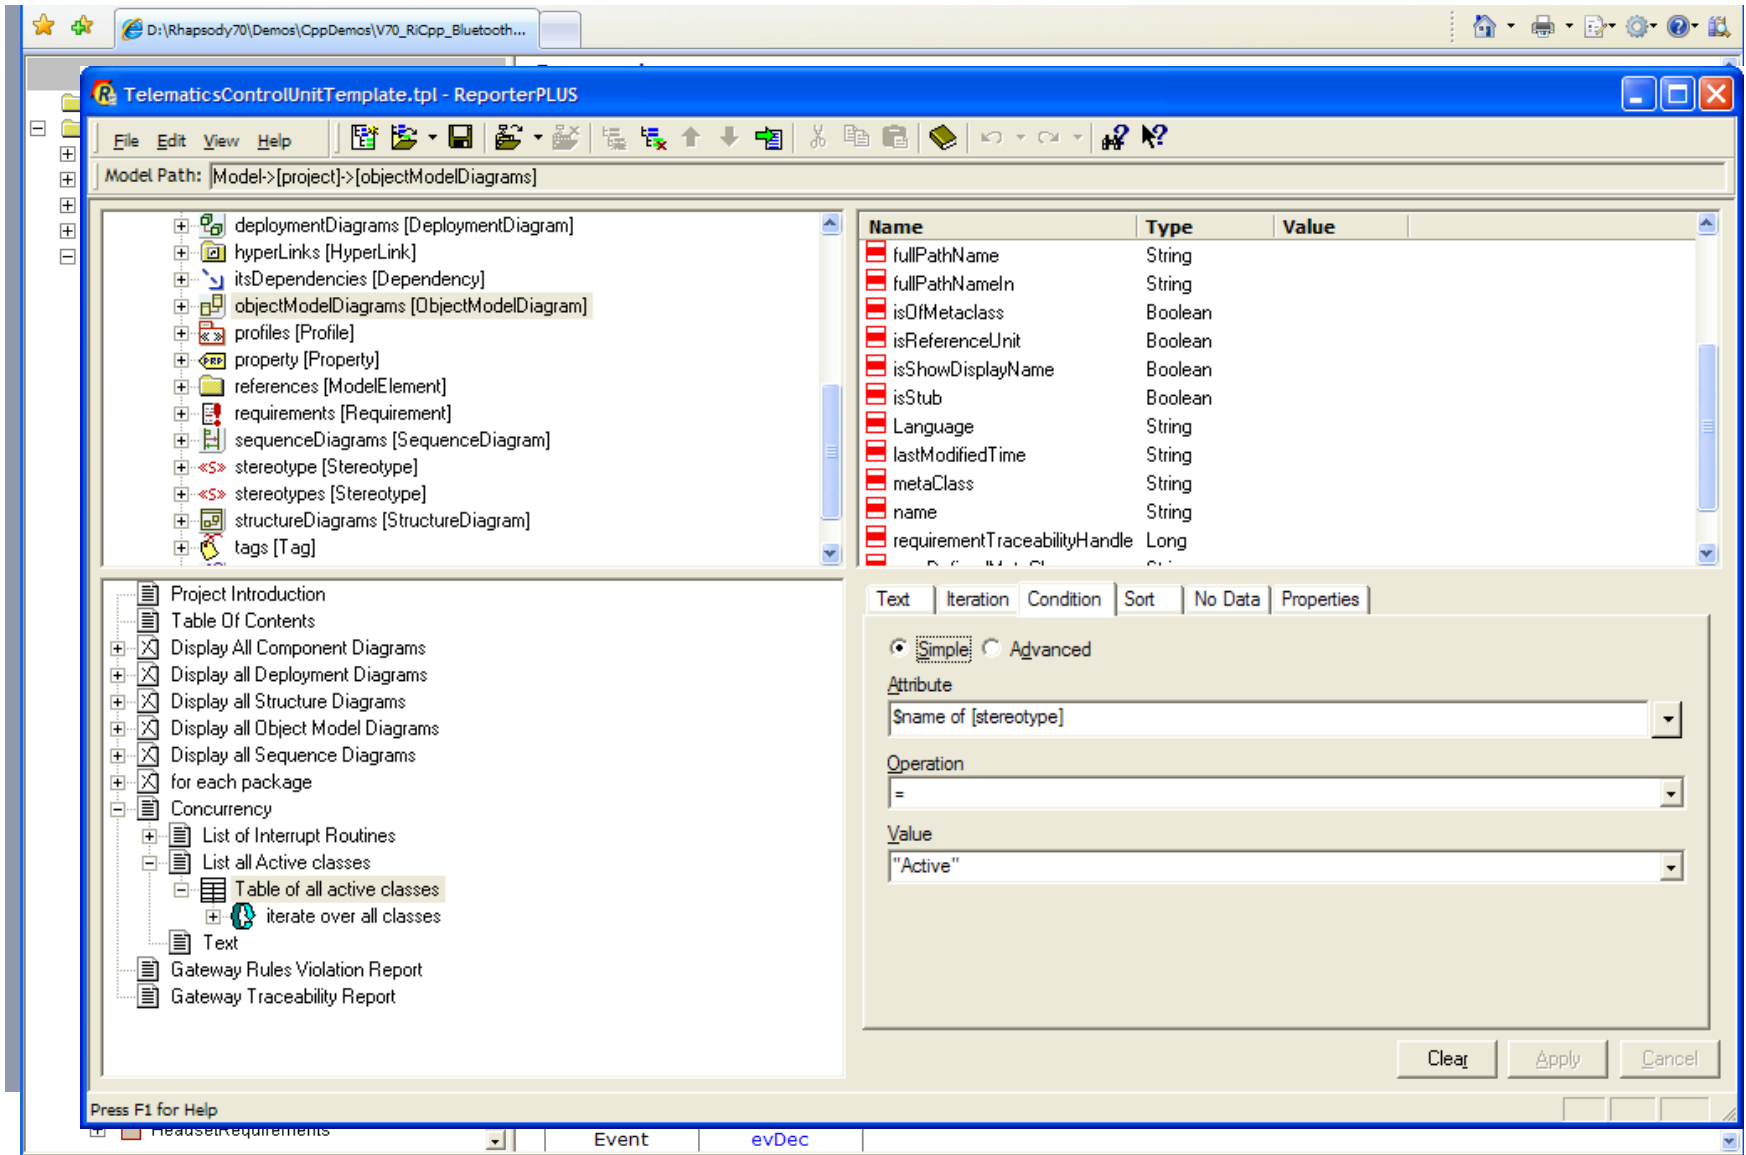 D:\Rhapsody70\Demos\CppDemos\V70_RiCpp_Bluetooth...
TelematicsControlUnitTemplate.tpl - ReporterPLUS
File Edit View Help
Model Path: Model->[project]->[objectModelDiagrams]
deploymentDiagrams [DeploymentDiagram]
hyperLinks [HyperLink]
itsDependencies [Dependency]
objectModelDiagrams [ObjectModelDiagram]
profiles [Profile]
property [Property]
references [ModelElement]
requirements [Requirement]
sequenceDiagrams [SequenceDiagram]
«S» stereotype [Stereotype]
«S» stereotypes [Stereotype]
structureDiagrams [StructureDiagram]
tags [Tag]
Name Type Value
fullPathName String
fullPathNameIn String
isOfMetaclass Boolean
isReferenceUnit Boolean
isShowDisplayName Boolean
isStub Boolean
Language String
lastModifiedTime String
metaClass String
name String
requirementTraceabilityHandle Long
Project Introduction
Table Of Contents
Display All Component Diagrams
Display all Deployment Diagrams
Display all Structure Diagrams
Display all Object Model Diagrams
Display all Sequence Diagrams
for each package
Concurrency
List of Interrupt Routines
List all Active classes
Table of all active classes
iterate over all classes
Text
Gateway Rules Violation Report
Gateway Traceability Report
Text Iteration Condition Sort No Data Properties
Simple Advanced
Attribute
$name of [stereotype]
Operation
=
Value
"Active"
Clear Apply Cancel
Press F1 for Help
HeadsetRequirements
Event evDec